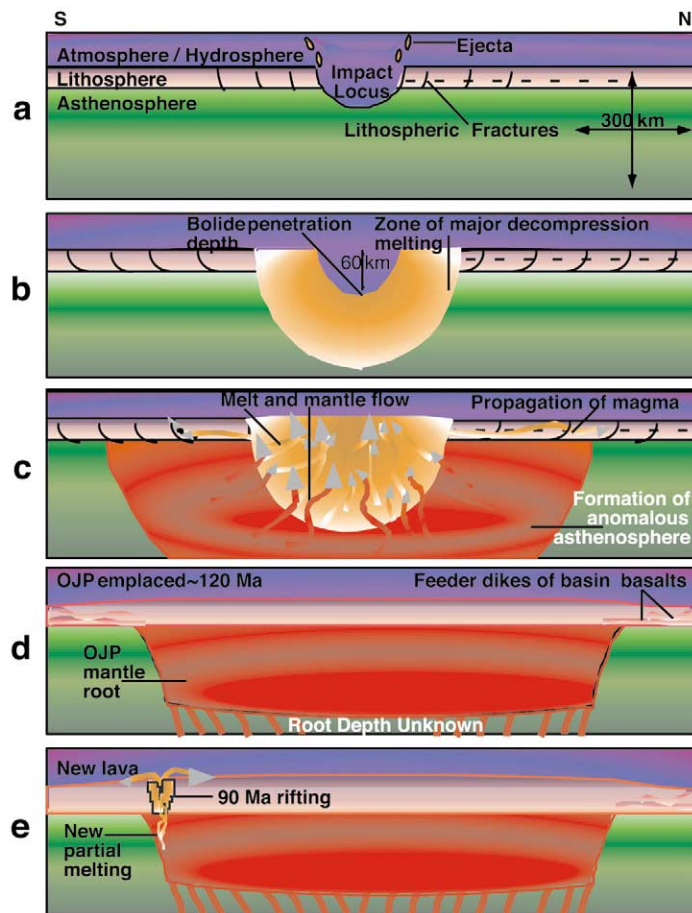 S
N
Atmosphere / Hydrosphere
Ejecta
Impact
Locus
Lithosphere
Asthenosphere
Lithospheric Fractures
300 km
a
Bolide penetration
depth
Zone of major decompression
melting
60 km
b
Melt and mantle flow
Propagation of magma
c
Formation of
anomalous
asthenosphere
OJP emplaced~120 Ma
Feeder dikes of basin basalts
d
OJP
mantle
root
Root Depth Unknown
New lava
90 Ma rifting
e
New
partial
melting